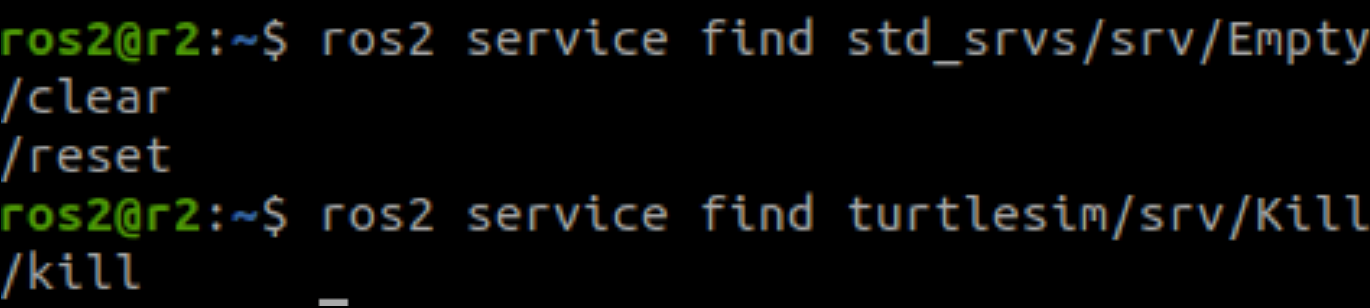 ros2@r2:~$ ros2 service find std_srvs/srv/Empty
/clear
/reset
ros2@r2:~$ ros2 service find turtlesim/srv/Kill
/kill